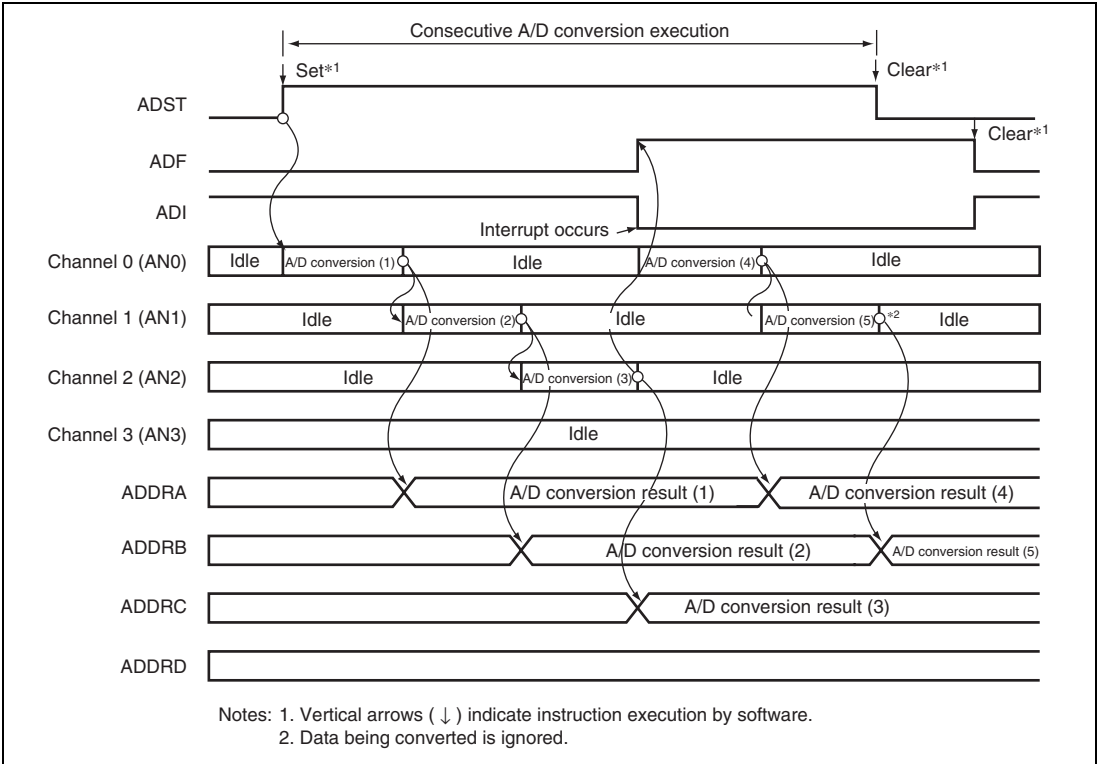 Consecutive A/D conversion execution
Set*1
Clear*1
ADST
Clear*1
ADF
ADI
Interrupt occurs
Channel 0 (AN0) Idle A/D conversion (1) Idle A/D conversion (4) Idle
Channel 1 (AN1) Idle A/D conversion (2) Idle A/D conversion (5) *2 Idle
Channel 2 (AN2) Idle A/D conversion (3) Idle
Channel 3 (AN3) Idle
ADDRA A/D conversion result (1) A/D conversion result (4)
ADDRB A/D conversion result (2) A/D conversion result (5)
ADDRC A/D conversion result (3)
ADDRD
Notes: 1. Vertical arrows (↓) indicate instruction execution by software.
2. Data being converted is ignored.